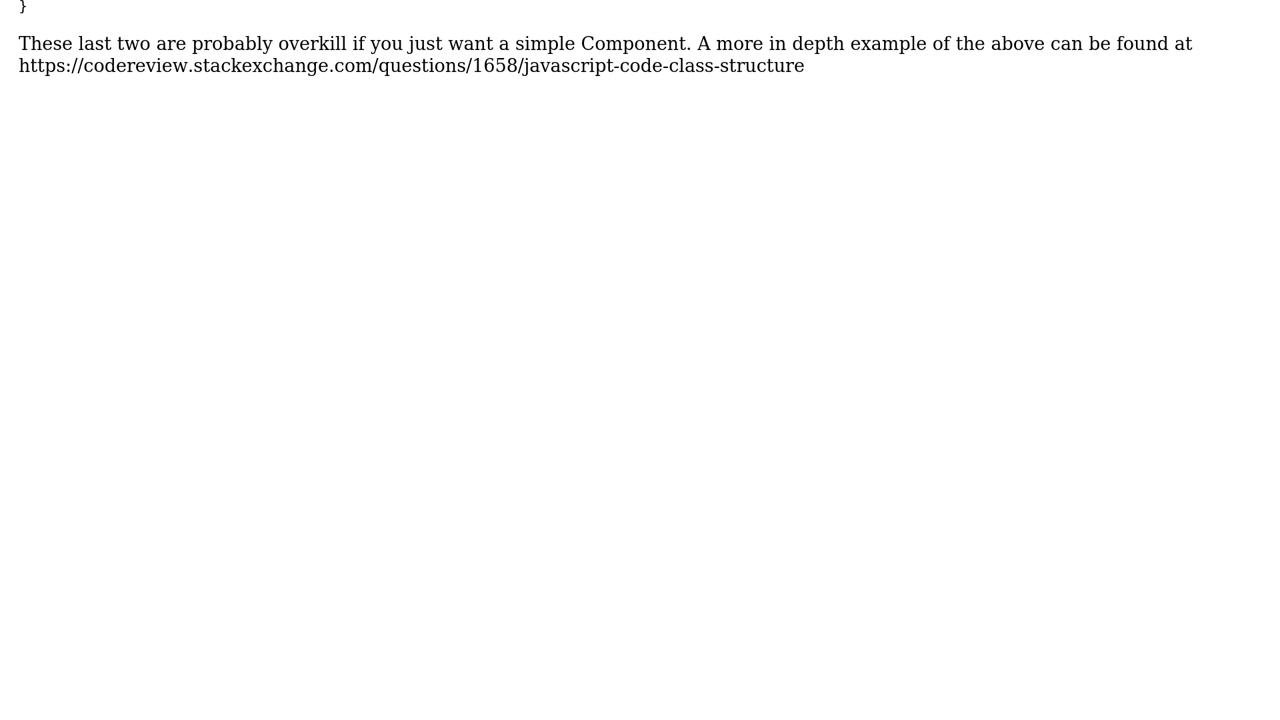 }
These last two are probably overkill if you just want a simple Component. A more in depth example of the above can be found at
https://codereview.stackexchange.com/questions/1658/javascript-code-class-structure